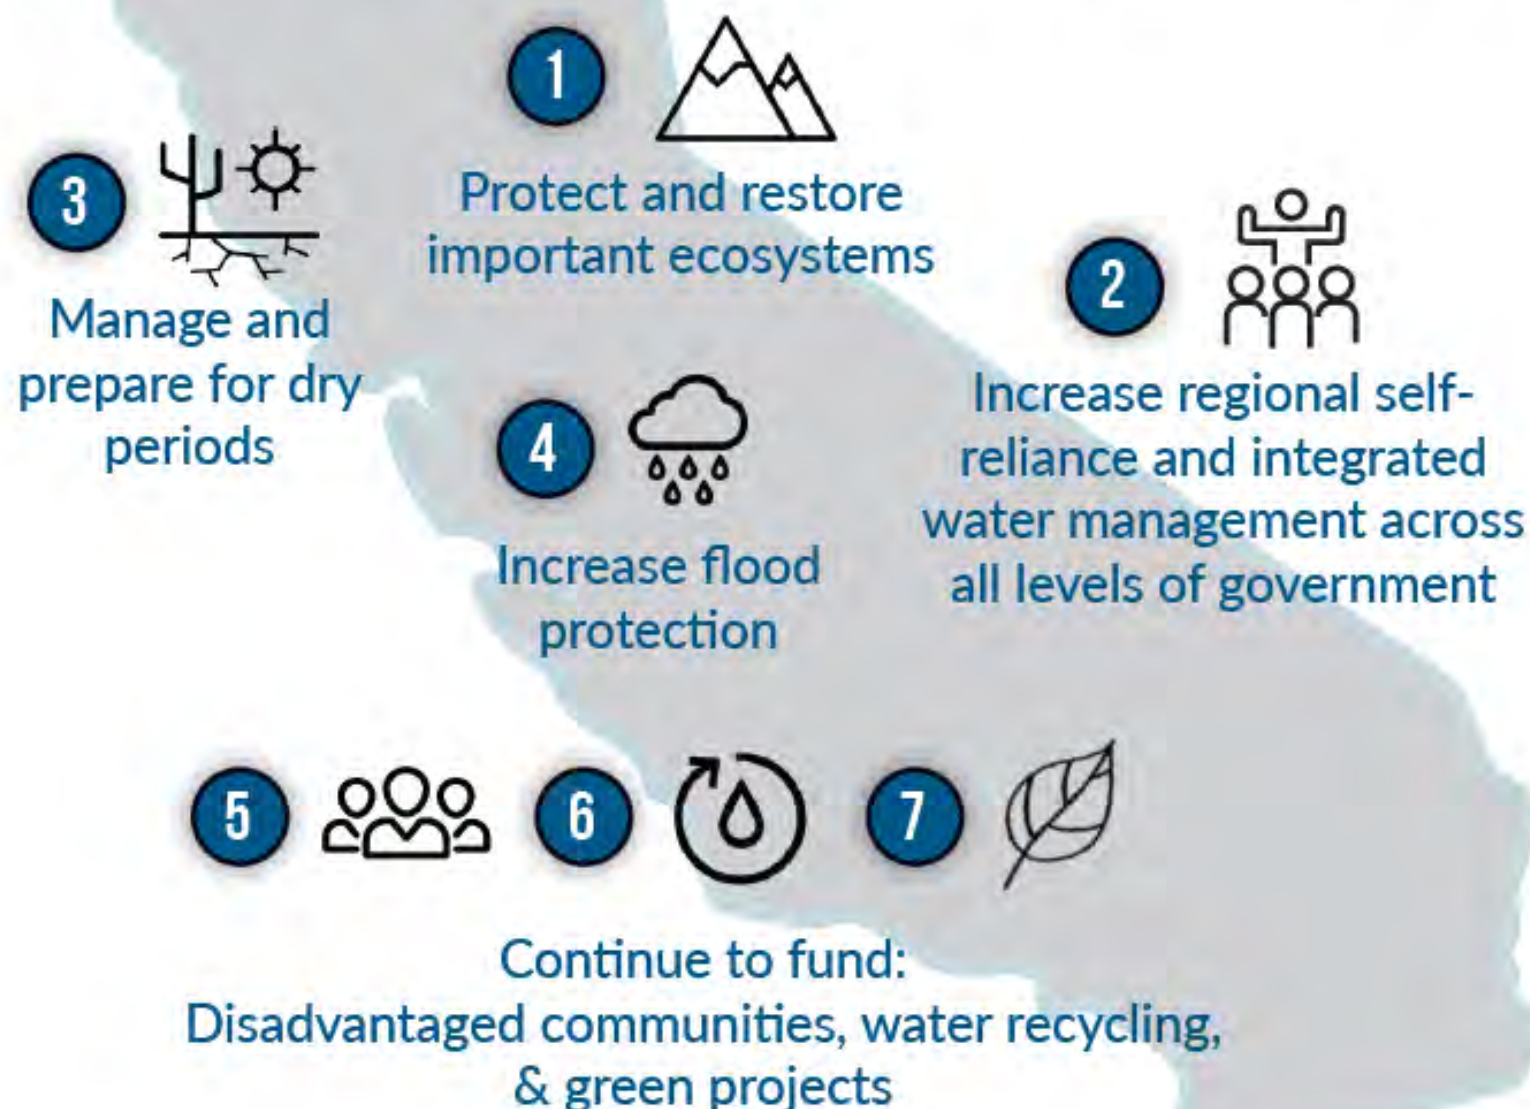 1
Protect and restore
important ecosystems
2
Increase regional self-
reliance and integrated
water management across
all levels of government
3
Manage and
prepare for dry
periods
4
Increase flood
protection
5 6 7
Continue to fund:
Disadvantaged communities, water recycling,
& green projects